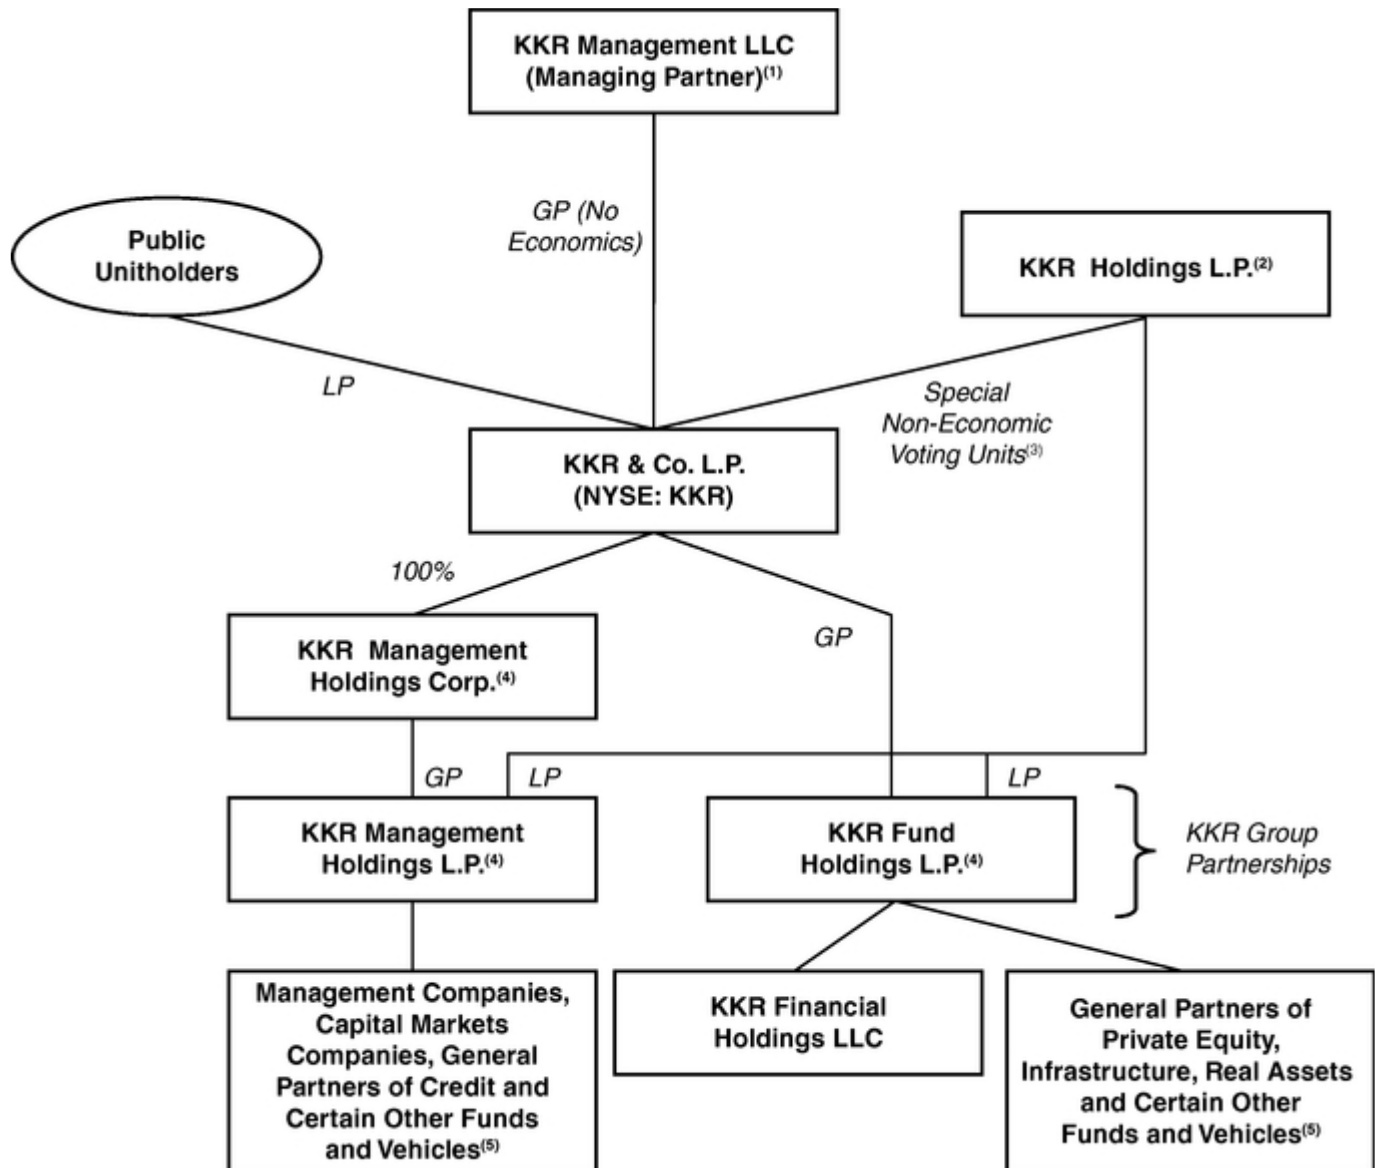 KKR Management LLC
(Managing Partner)(1)
GP (No
Economics)
Public
Unitholders
KKR Holdings L.P.(2)
LP
Special
Non-Economic
Voting Units(3)
KKR & Co. L.P.
(NYSE: KKR)
100%
GP
KKR Management
Holdings Corp.(4)
GP
LP
LP
KKR Management
Holdings L.P.(4)
KKR Fund
Holdings L.P.(4)
KKR Group
Partnerships
Management Companies,
Capital Markets
Companies, General
Partners of Credit and
Certain Other Funds
and Vehicles(5)
KKR Financial
Holdings LLC
General Partners of
Private Equity,
Infrastructure, Real Assets
and Certain Other
Funds and Vehicles(5)